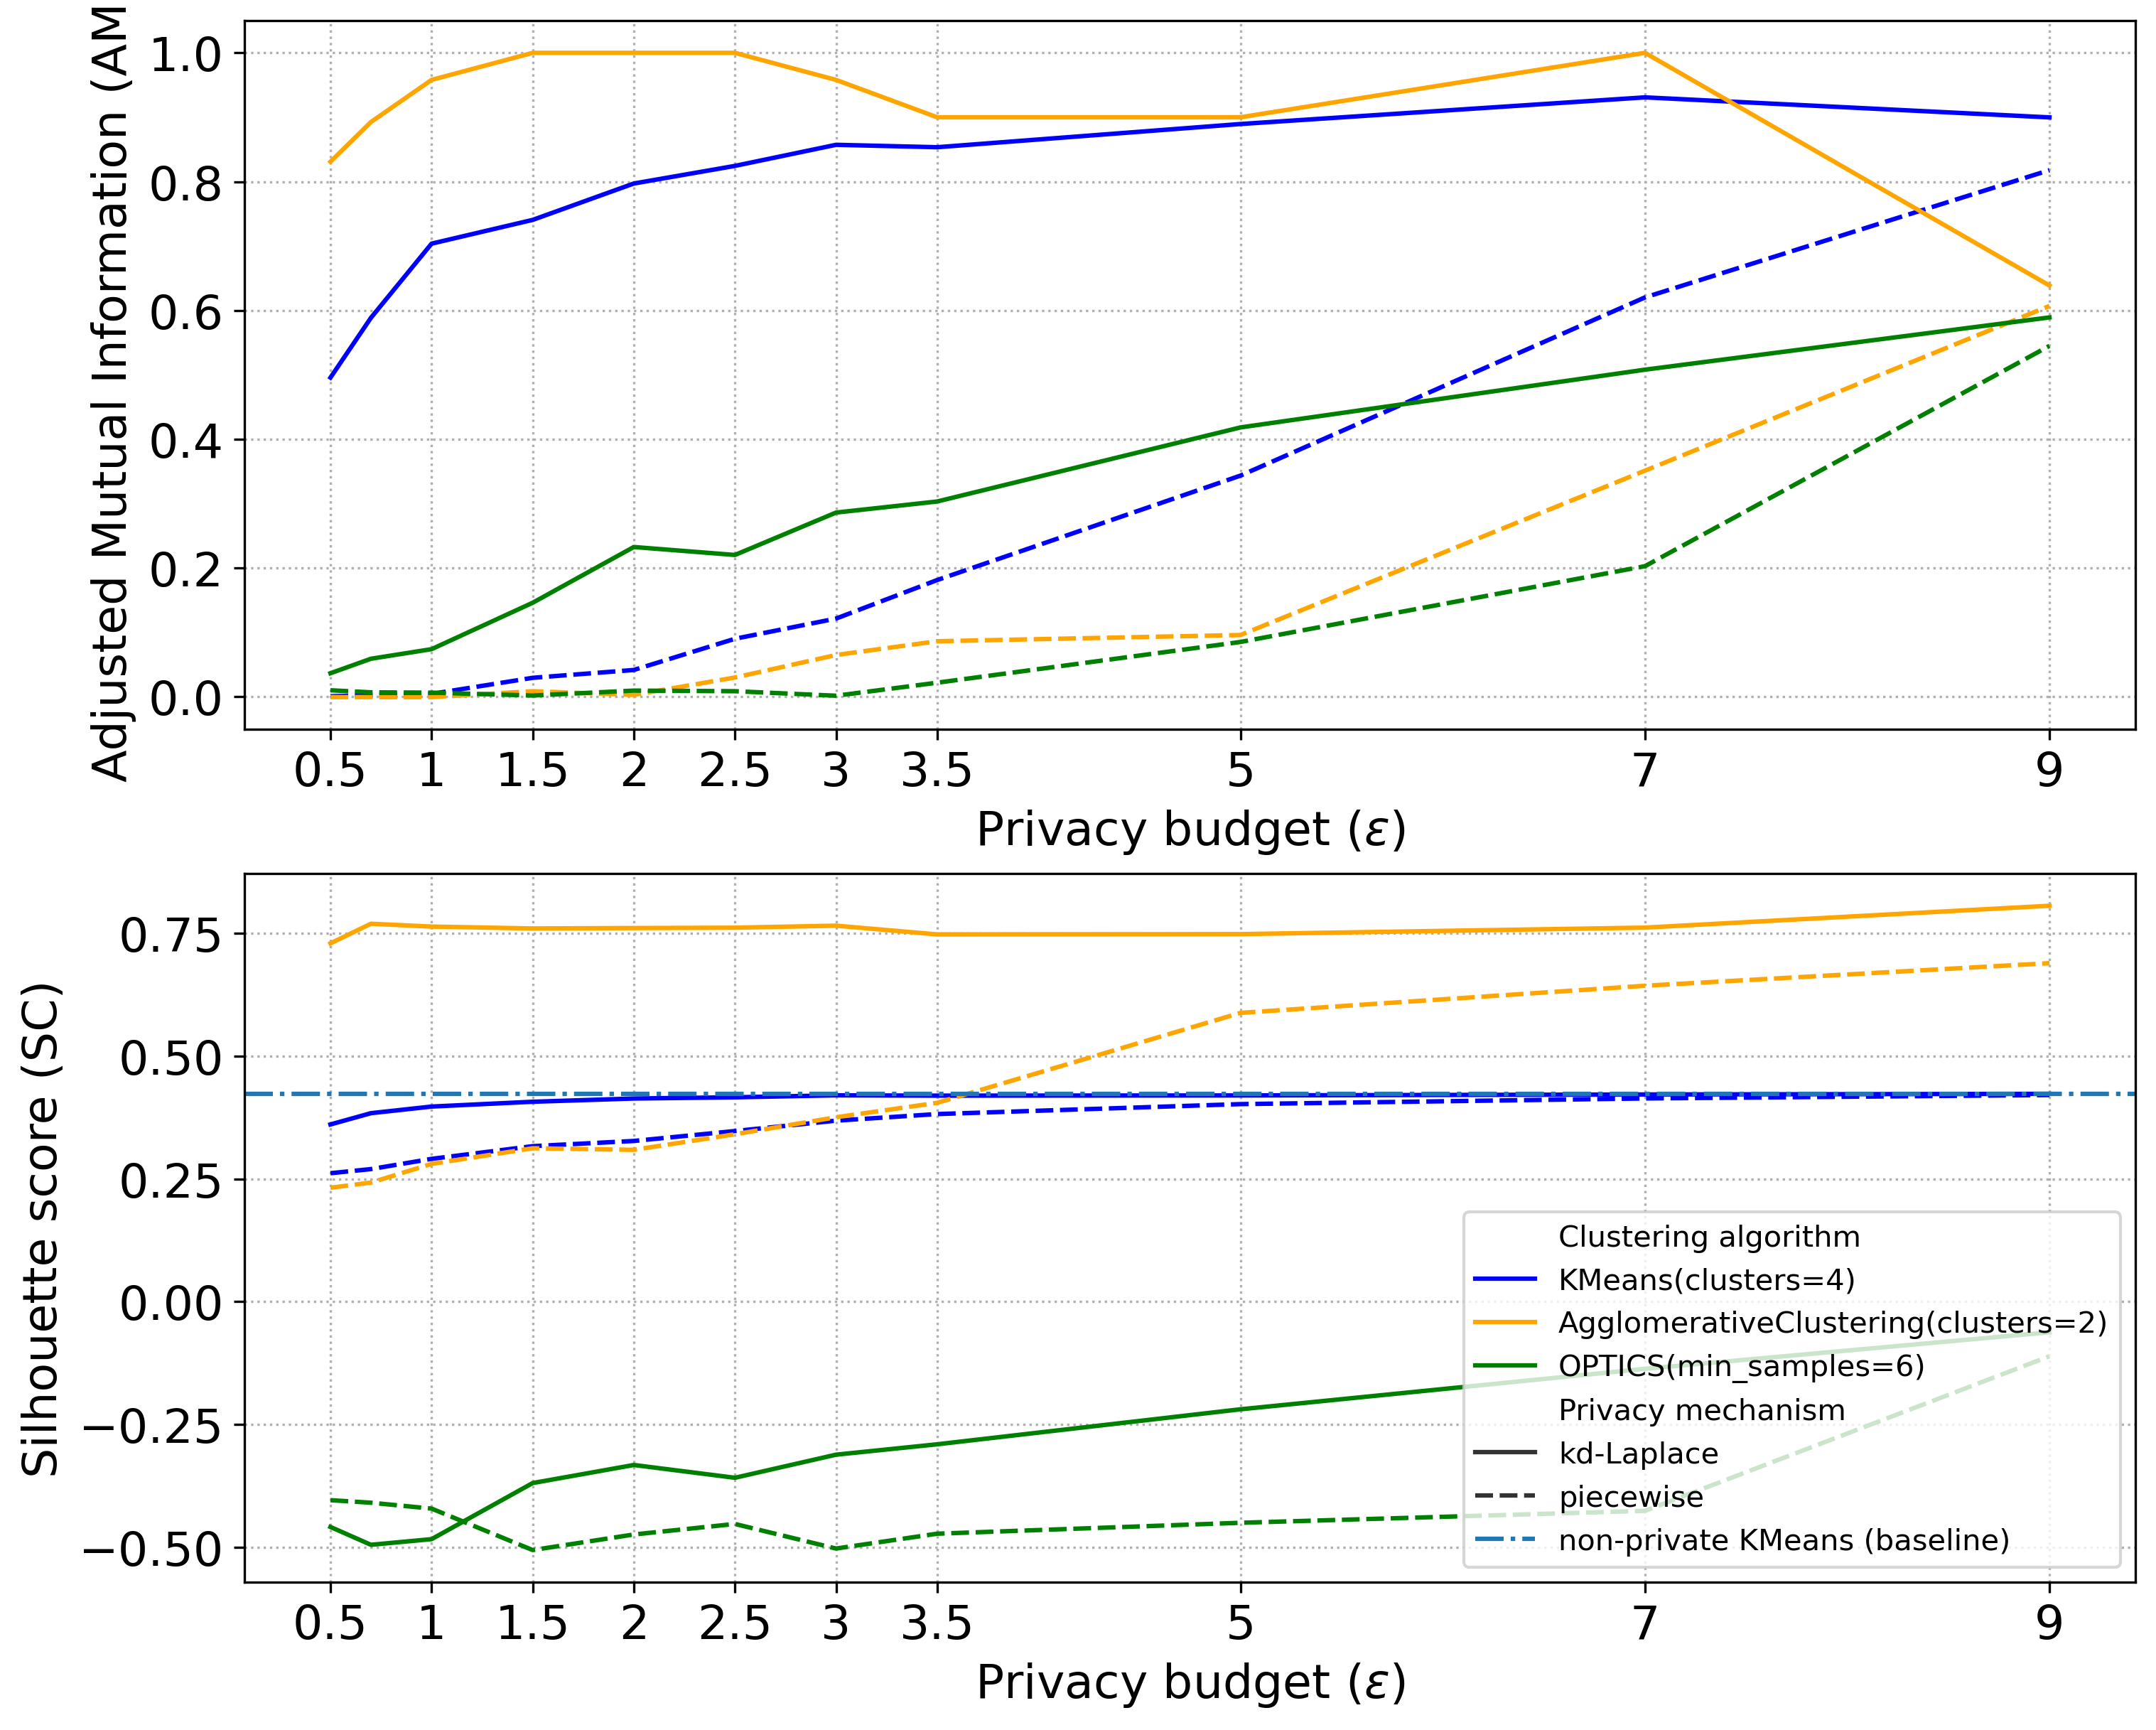 Adjusted Mutual Information (AM
1.0
0.8
0.6
0.4
0.2
0.0
0.5 1 1.5 2 2.5 3 3.5 5 7 9
Privacy budget (ε)
Silhouette score (SC)
0.75
0.50
0.25
0.00
−0.25
−0.50
Clustering algorithm
KMeans(clusters=4)
AgglomerativeClustering(clusters=2)
OPTICS(min_samples=6)
Privacy mechanism
kd-Laplace
piecewise
non-private KMeans (baseline)
0.5 1 1.5 2 2.5 3 3.5 5 7 9
Privacy budget (ε)